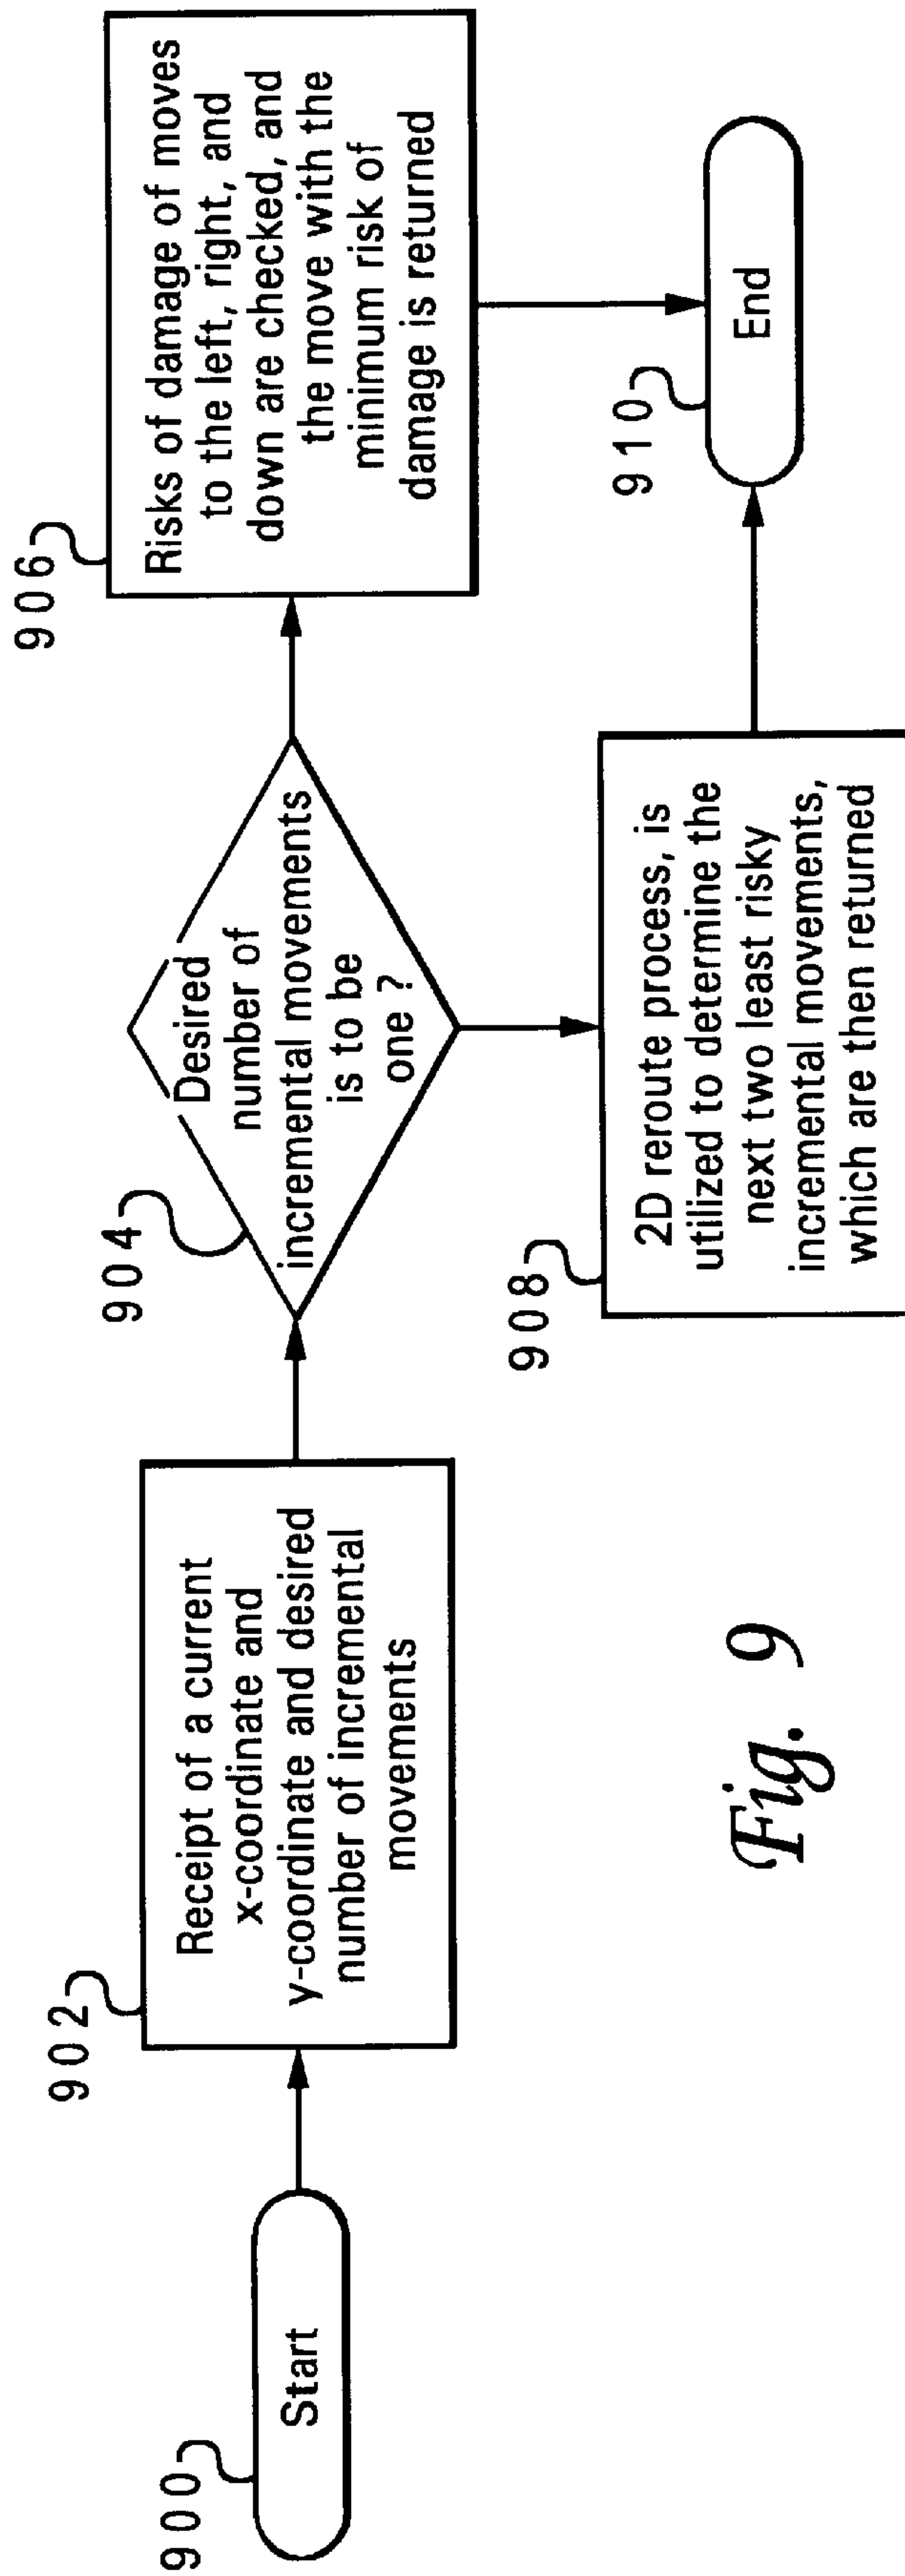 900
Start
902
Receipt of a current
x-coordinate and
y-coordinate and desired
number of incremental
movements
904
Desired
number of
incremental movements
is to be
one ?
906
Risks of damage of moves
to the left, right, and
down are checked, and
the move with the
minimum risk of
damage is returned
908
2D reroute process, is
utilized to determine the
next two least risky
incremental movements,
which are then returned
910
End
Fig. 9